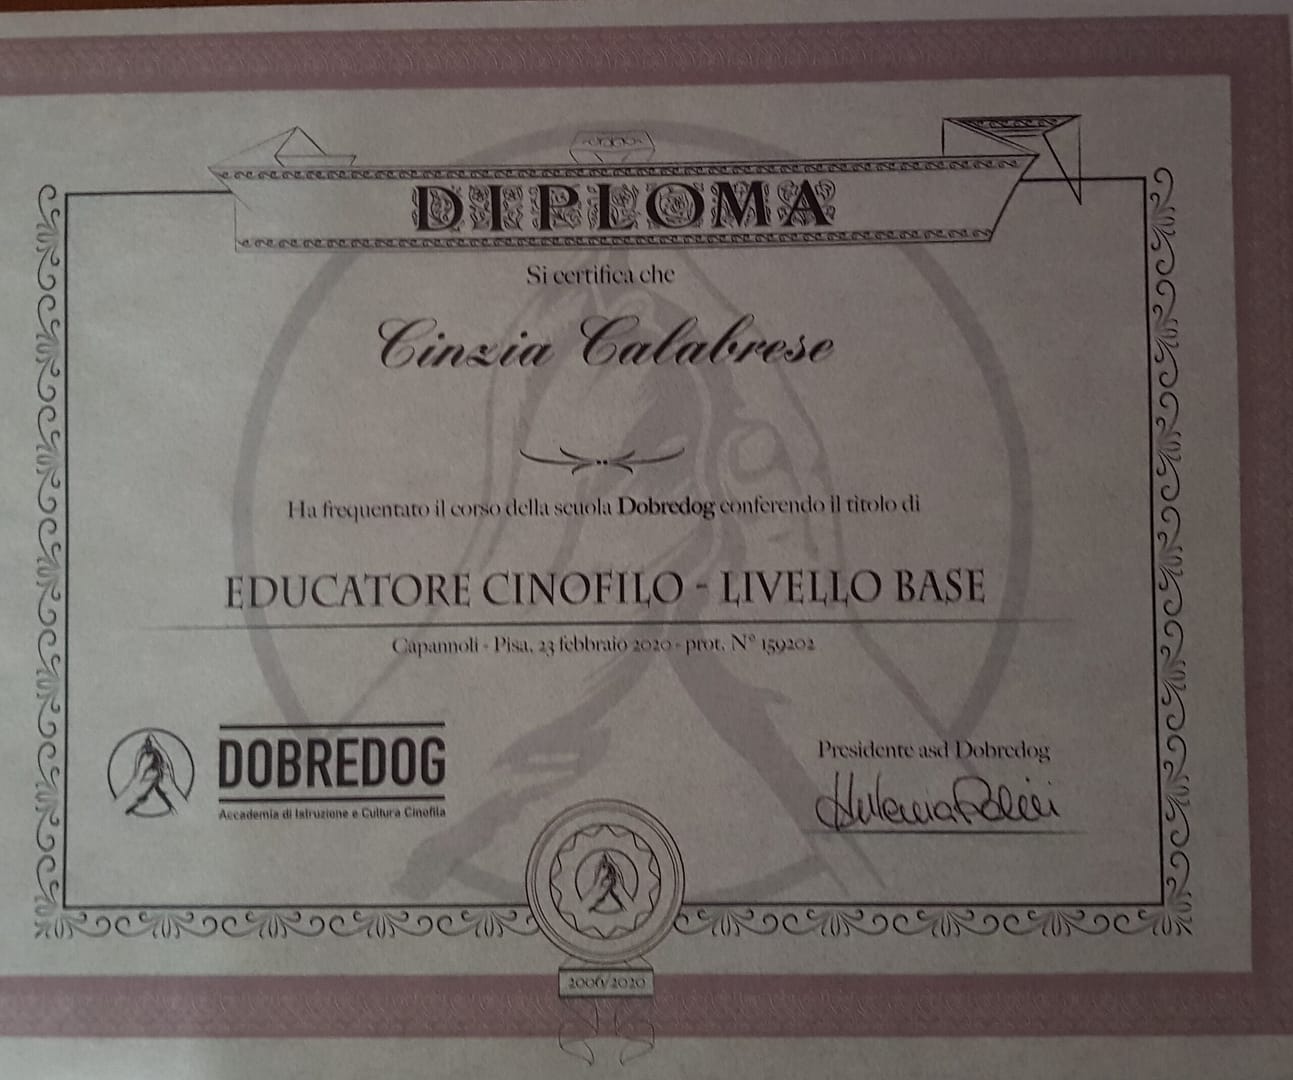 DIPLOMA
Si certifica che
Cinzia Calabrese
Ha frequentato il corso della scuola Dobredog conferendo il titolo di
EDUCATORE CINOFILO - LIVELLO BASE
Capannoli - Pisa, 23 febbraio 2020 - prot. N° 159202
DOBREDOG
Accademia di Istruzione e Cultura Cinofila
Presidente asd Dobredog
2006/2020